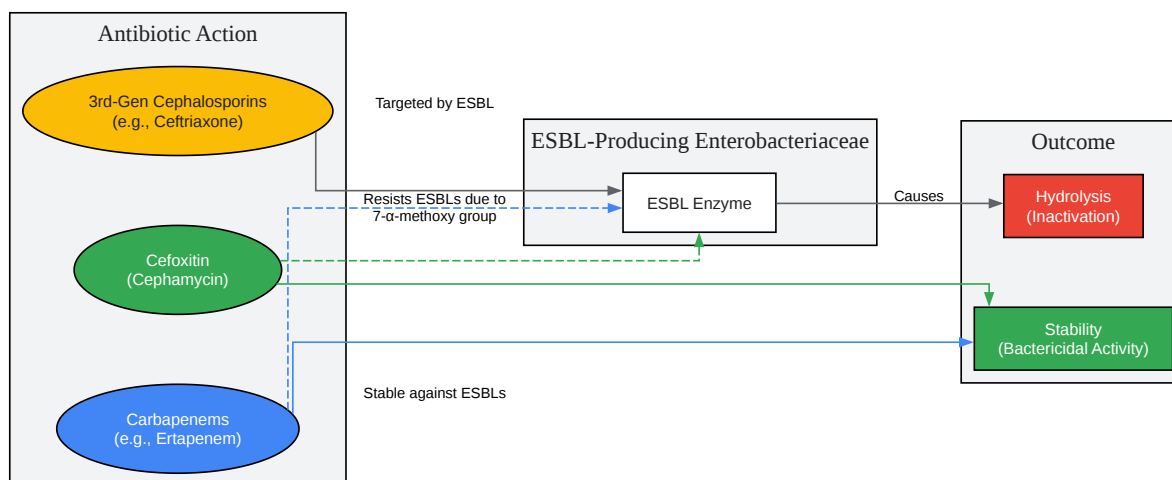 Antibiotic Action
3rd-Gen Cephalosporins
(e.g., Ceftriaxone)
Targeted by ESBL
ESBL-Producing Enterobacteriaceae
Outcome
Resists ESBLs due to
7-α-methoxy group
ESBL Enzyme
Causes
Hydrolysis
(Inactivation)
Cefoxitin
(Cephamycin)
Stability
(Bactericidal Activity)
Stable against ESBLs
Carbapenems
(e.g., Ertapenem)